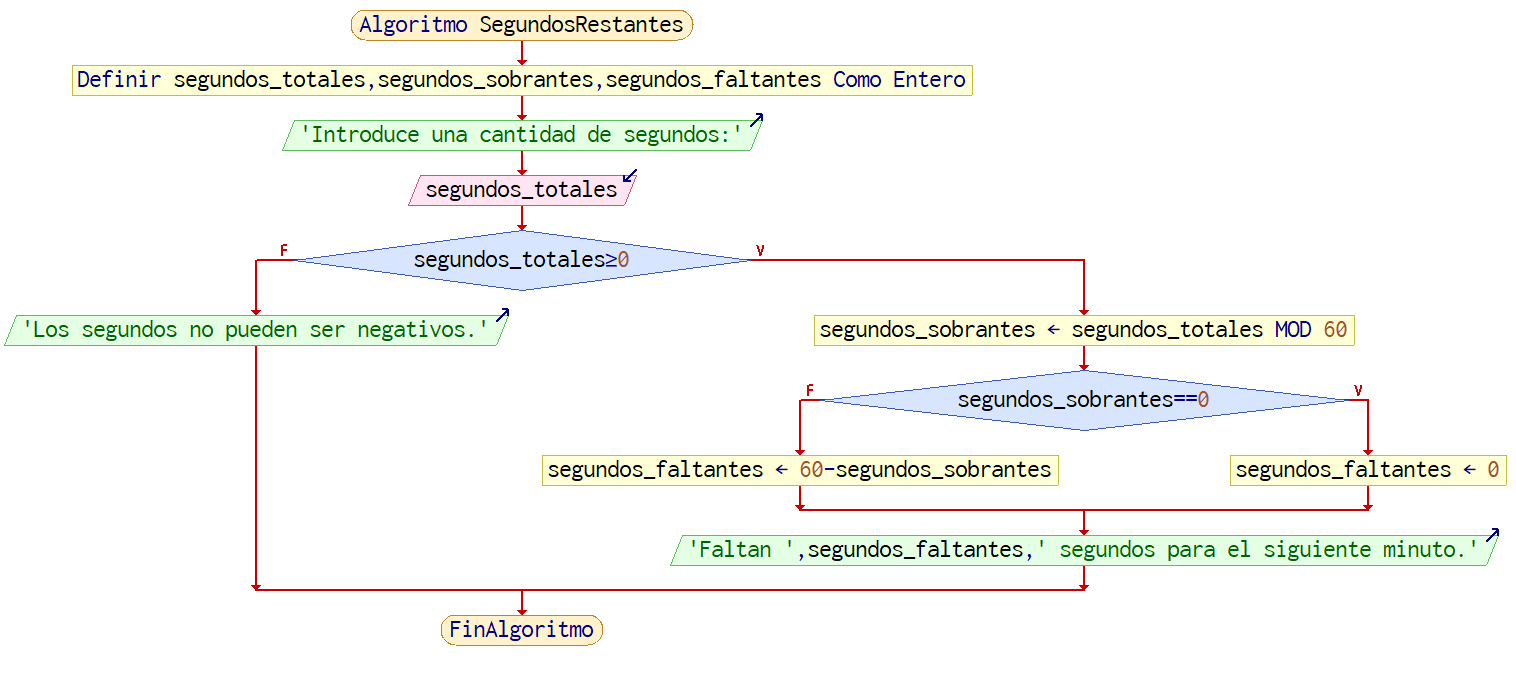 Algoritmo SegundosRestantes
Definir segundos_totales,segundos_sobrantes,segundos_faltantes Como Entero
'Introduce una cantidad de segundos:'
segundos_totales
F
V
segundos_totales≥0
'Los segundos no pueden ser negativos.'
segundos_sobrantes ← segundos_totales MOD 60
F
V
segundos_sobrantes==0
segundos_faltantes ← 60-segundos_sobrantes
segundos_faltantes ← 0
'Faltan ',segundos_faltantes,' segundos para el siguiente minuto.'
FinAlgoritmo